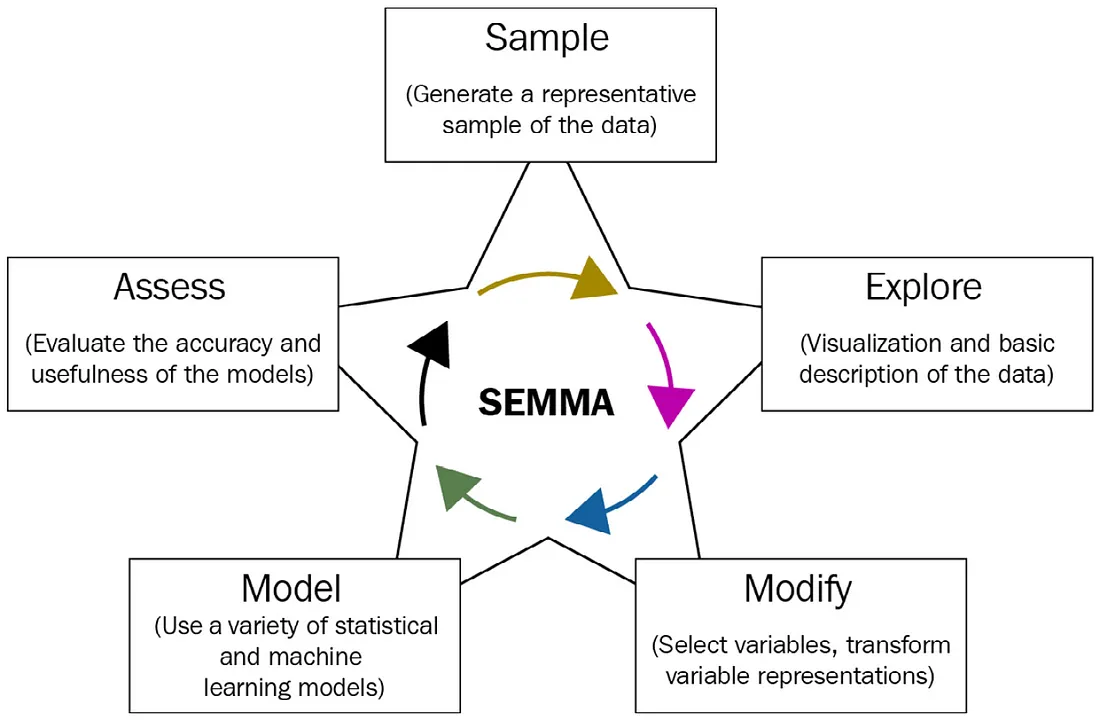 Sample
(Generate a representative
sample of the data)
Assess
(Evaluate the accuracy and
usefulness of the models)
Explore
(Visualization and basic
description of the data)
SEMMA
Model
(Use a variety of statistical
and machine
learning models)
Modify
(Select variables, transform
variable representations)